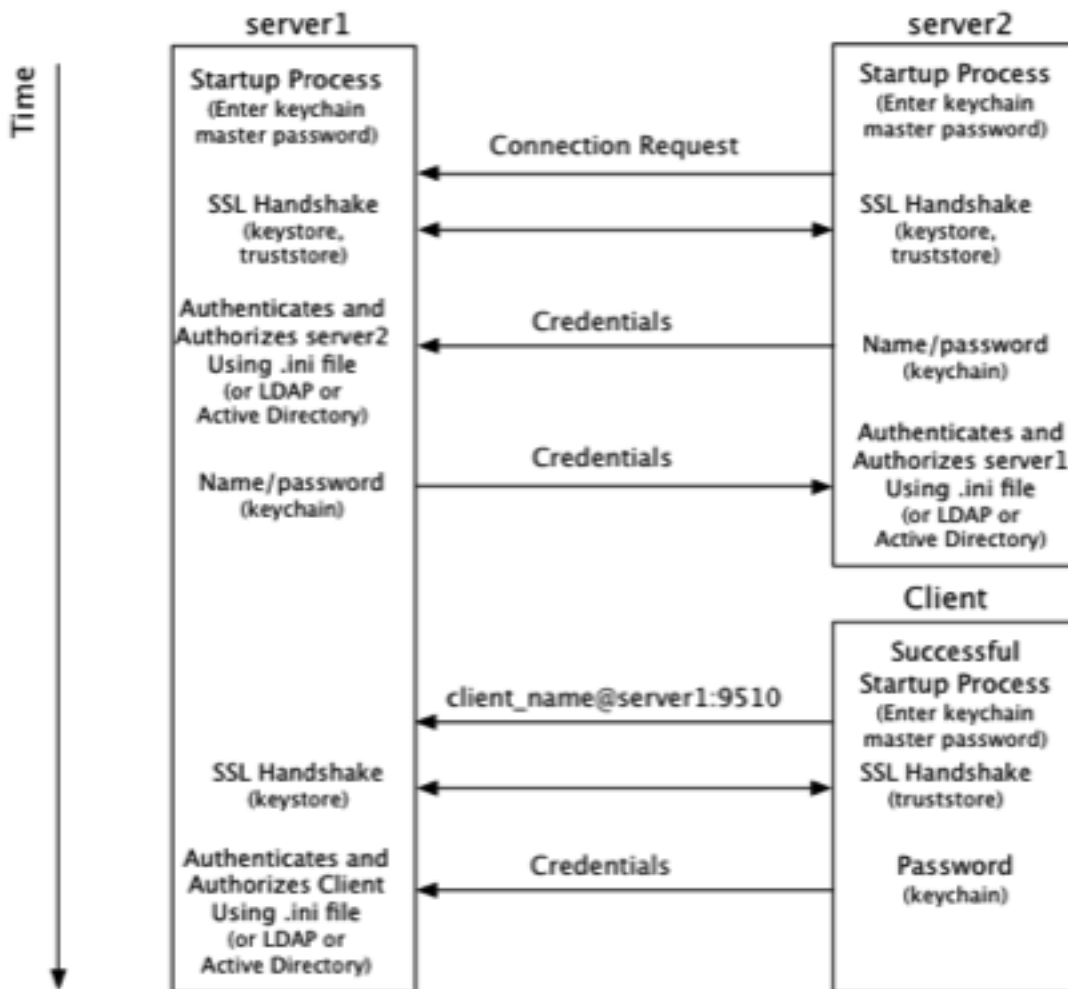 server1
server2
Time
Startup Process
(Enter keychain
master password)
Startup Process
(Enter keychain
master password)
Connection Request
SSL Handshake
(keystore,
truststore)
SSL Handshake
(keystore,
truststore)
Authenticates and
Authorizes server2
Using .ini file
(or LDAP or
Active Directory)
Credentials
Name/password
(keychain)
Name/password
(keychain)
Credentials
Authenticates and
Authorizes server1
Using .ini file
(or LDAP or
Active Directory)
Client
Successful
Startup Process
(Enter keychain
master password)
client_name@server1:9510
SSL Handshake
(keystore)
SSL Handshake
(truststore)
Authenticates and
Authorizes Client
Using .ini file
(or LDAP or
Active Directory)
Credentials
Password
(keychain)